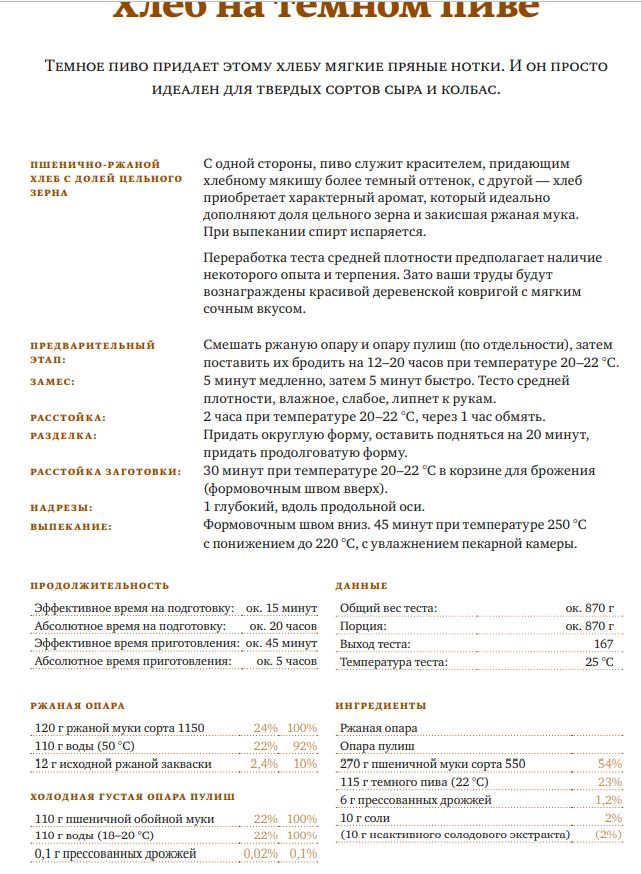 Хлеб на темном пиве
Темное пиво придает этому хлебу мягкие пряные нотки. И он просто
идеален для твердых сортов сыра и колбас.
пшенично-ржаной
хлеб с долей цельного
зерна
С одной стороны, пиво служит красителем, придающим
хлебному мякишу более темный оттенок, с другой — хлеб
приобретает характерный аромат, который идеально
дополняют доля цельного зерна и закисшая ржаная мука.
При выпекании спирт испаряется.
Переработка теста средней плотности предполагает наличие
некоторого опыта и терпения. Зато ваши труды будут
вознаграждены красивой деревенской ковригой с мягким
сочным вкусом.
предварительный
этап:
Смешать ржаную опару и опару пулиш (по отдельности), затем
поставить их бродить на 12–20 часов при температуре 20–22 °C.
замес:
5 минут медленно, затем 5 минут быстро. Тесто средней
плотности, влажное, слабое, липнет к рукам.
расстойка:
2 часа при температуре 20–22 °C, через 1 час обмять.
разделка:
Придать округлую форму, оставить подняться на 20 минут,
придать продолговатую форму.
расстойка заготовки:
30 минут при температуре 20–22 °C в корзине для брожения
(формовочным швом вверх).
надрезы:
1 глубокий, вдоль продольной оси.
выпекание:
Формовочным швом вниз. 45 минут при температуре 250 °C
с понижением до 220 °C, с увлажнением пекарной камеры.
продолжительность
Эффективное время на подготовку: ок. 15 минут
Абсолютное время на подготовку: ок. 20 часов
Эффективное время приготовления: ок. 45 минут
Абсолютное время приготовления: ок. 5 часов
данные
Общий вес теста: ок. 870 г
Порция: ок. 870 г
Выход теста: 167
Температура теста: 25 °C
ржаная опара
120 г ржаной муки сорта 1150 24% 100%
110 г воды (50 °C) 22% 92%
12 г исходной ржаной закваски 2,4% 10%
холодная густая опара пулиш
110 г пшеничной обойной муки 22% 100%
110 г воды (18–20 °C) 22% 100%
0,1 г прессованных дрожжей 0,02% 0,1%
ингредиенты
Ржаная опара
Опара пулиш
270 г пшеничной муки сорта 550 54%
115 г темного пива (22 °C) 23%
6 г прессованных дрожжей 1,2%
10 г соли 2%
(10 г неактивного солодового экстракта) (2%)